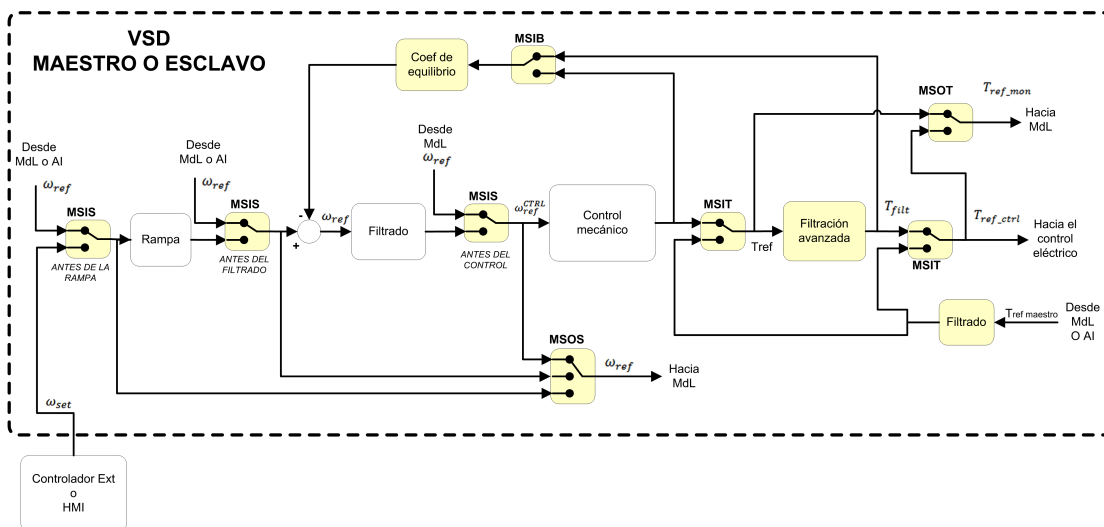 VSD
MAESTRO O ESCLAVO
Coef de
equilibrio
MSIB
MSOT
T_ref_mon
Hacia
MdL
Desde
MdL o AI
ω_ref
MSIS
ANTES DE LA
RAMPA
Rampa
Desde
MdL o AI
ω_ref
MSIS
ANTES DEL
FILTRADO
-
+
ω_ref
Filtrado
Desde
MdL
ω_ref
MSIS
ANTES DEL
CONTROL
ω_ref^CTRL
Control
mecánico
MSIT
Tref
Filtración
avanzada
T_filt
MSIT
T_ref_ctrl
Hacia el
control
eléctrico
Filtrado
Tref maestro
Desde
MdL
O AI
MSOS
ω_ref
Hacia
MdL
ω_set
Controlador Ext
o
HMI